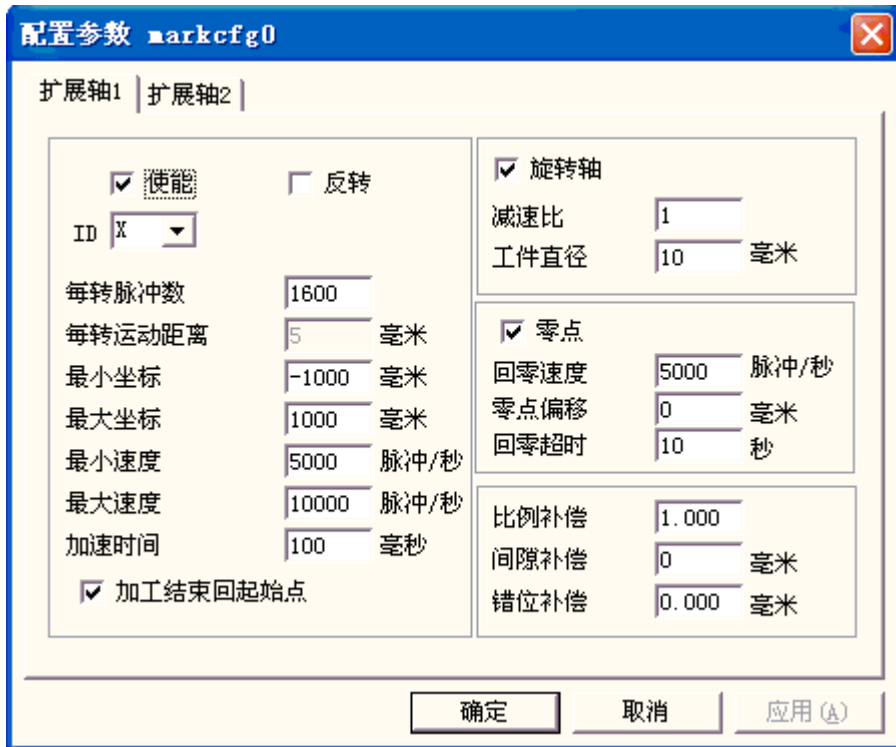 配置参数 markcfg0
扩展轴1 扩展轴2
使能 反转
ID X
每转脉冲数 1600
每转运动距离 5 毫米
最小坐标 -1000 毫米
最大坐标 1000 毫米
最小速度 5000 脉冲/秒
最大速度 10000 脉冲/秒
加速时间 100 毫秒
加工结束回起始点
旋转轴
减速比 1
工件直径 10 毫米
零点
回零速度 5000 脉冲/秒
零点偏移 0 毫米
回零超时 10 秒
比例补偿 1.000
间隙补偿 0 毫米
错位补偿 0.000 毫米
确定 取消 应用(A)